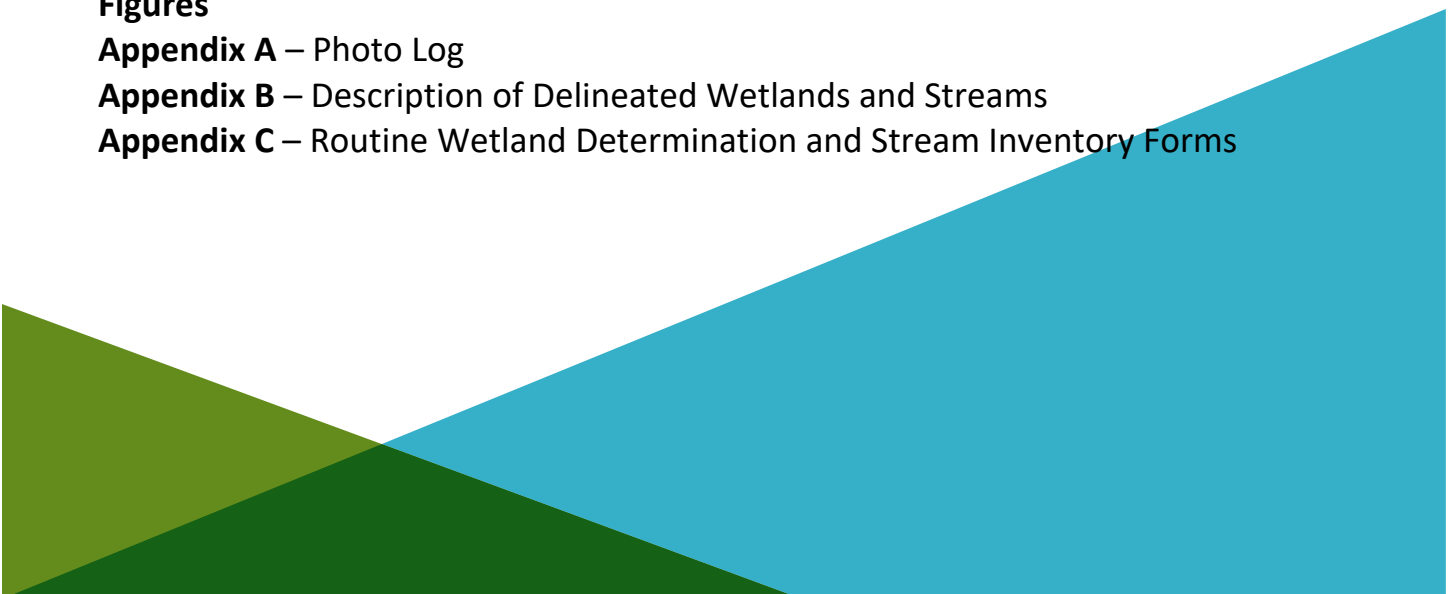 Figures
Appendix A – Photo Log
Appendix B – Description of Delineated Wetlands and Streams
Appendix C – Routine Wetland Determination and Stream Inventory Forms